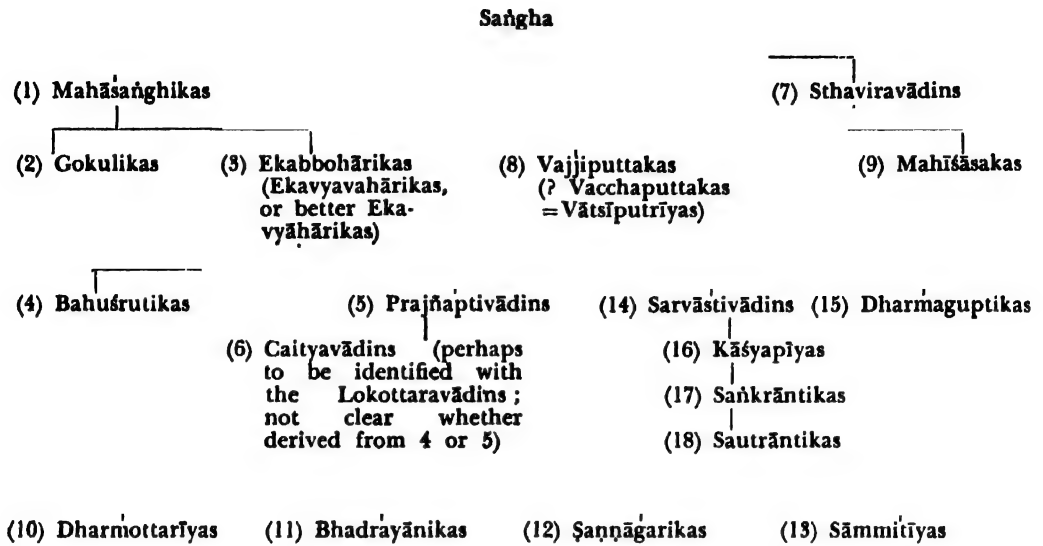 Saṅgha
(1) Mahāsaṅghikas (7) Sthaviravādins
(2) Gokulikas (3) Ekabbohārikas (8) Vajjiputtakas (9) Mahīśāsakas
(Ekavyavahārikas, (? Vacchaputtakas
or better Eka- =Vātsīputrīyas)
vyāhārikas)
(4) Bahuśrutikas (5) Prajñaptivādins (14) Sarvāstivādins (15) Dharmaguptikas
(6) Caityavādins (perhaps (16) Kāśyapīyas
to be identified with
the Lokottaravādins ; (17) Saṅkrāntikas
not clear whether
derived from 4 or 5) (18) Sautrāntikas
(10) Dharmottarīyas (11) Bhadrayānikas (12) Ṣaṇṇāgarikas (13) Sāmmitīyas